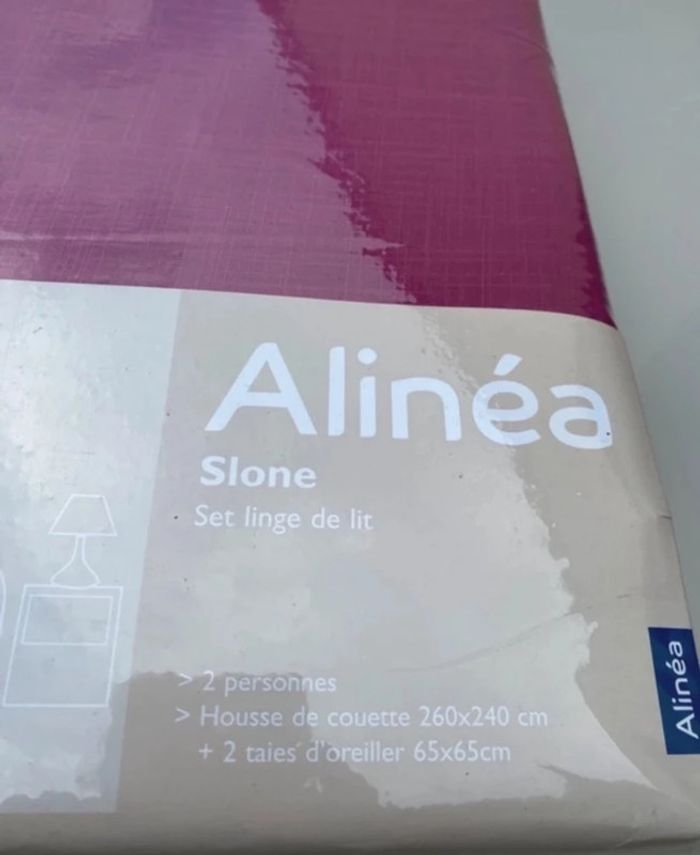 Alinéa
Slone
Set linge de lit
> 2 personnes
> Housse de couette 260x240 cm
+ 2 taies d'oreiller 65x65cm
Alinéa